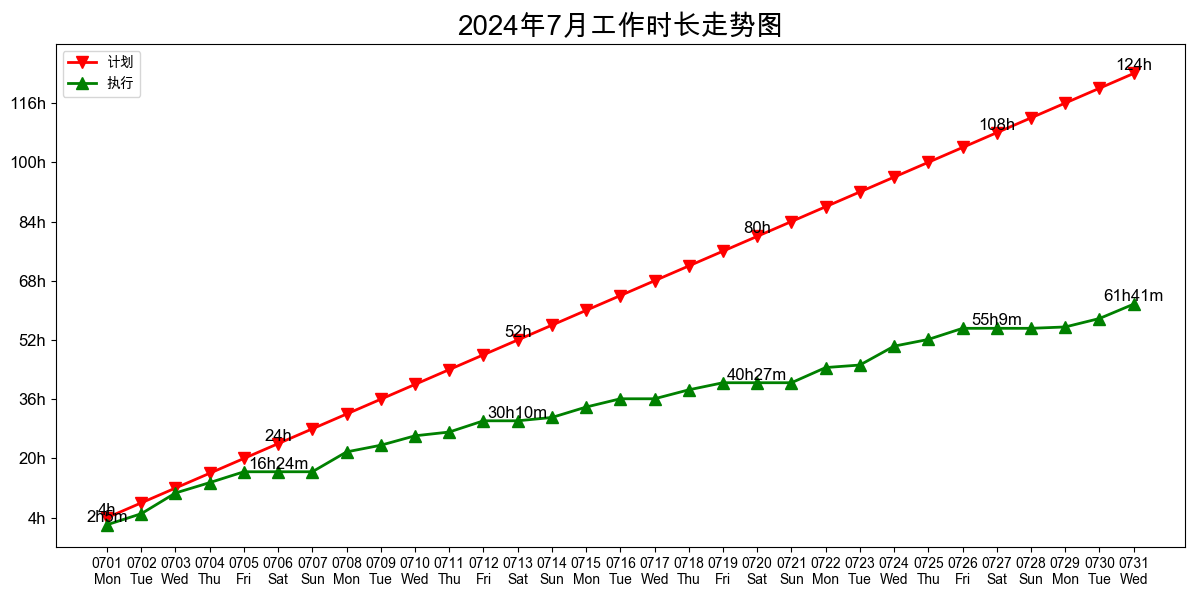 2024年7月工作时长走势图
计划
执行
124h
116h
108h
100h
84h
80h
68h
61h41m
55h9m
52h
52h
40h27m
36h
30h10m
24h
20h
16h24m
4h
4h
0701 0702 0703 0704 0705 0706 0707 0708 0709 0710 0711 0712 0713 0714 0715 0716 0717 0718 0719 0720 0721 0722 0723 0724 0725 0726 0727 0728 0729 0730 0731
Mon Tue Wed Thu Fri Sat Sun Mon Tue Wed Thu Fri Sat Sun Mon Tue Wed Thu Fri Sat Sun Mon Tue Wed Thu Fri Sat Sun Mon Tue Wed